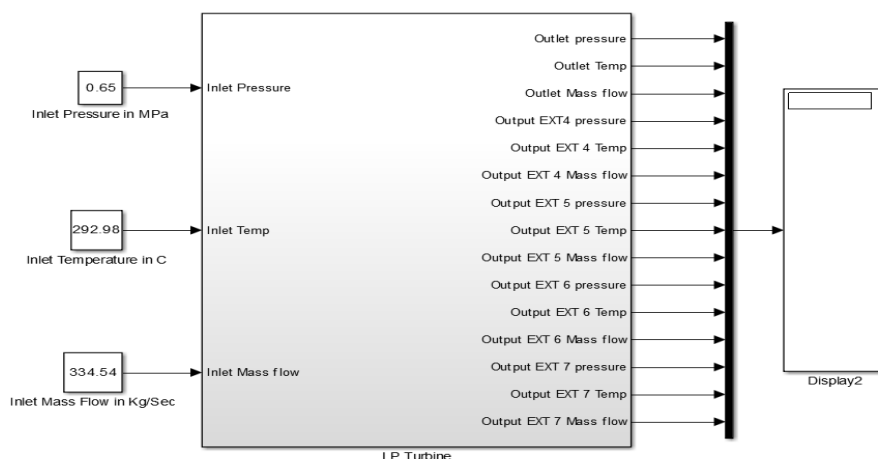 0.65
Inlet Pressure in MPa
292.98
Inlet Temperature in C
334.54
Inlet Mass Flow in Kg/Sec
Inlet Pressure
Inlet Temp
Inlet Mass flow
Outlet pressure
Outlet Temp
Outlet Mass flow
Output EXT4 pressure
Output EXT 4 Temp
Output EXT 4 Mass flow
Output EXT 5 pressure
Output EXT 5 Temp
Output EXT 5 Mass flow
Output EXT 6 pressure
Output EXT 6 Temp
Output EXT 6 Mass flow
Output EXT 7 pressure
Output EXT 7 Temp
Output EXT 7 Mass flow
LP Turbine
Display2